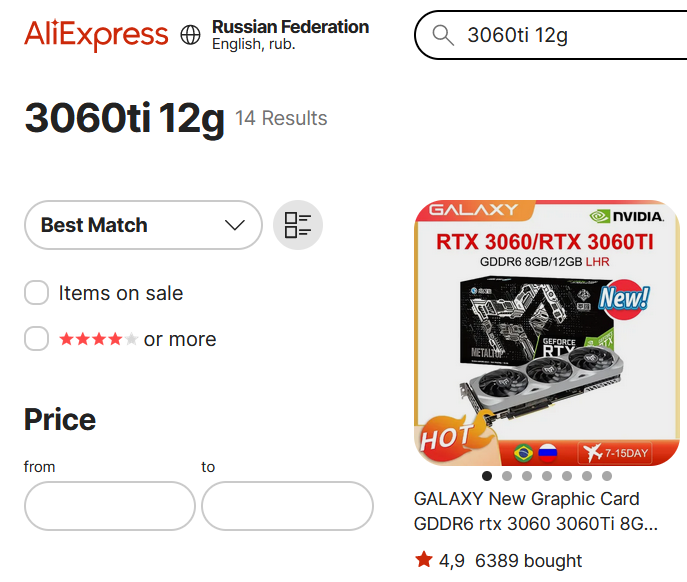 AliExpress
Russian Federation
English, rub.
3060ti 12g
3060ti 12g 14 Results
Best Match
Items on sale
or more
Price
from to
GALAXY
NVIDIA.
RTX 3060/RTX 3060TI
GDDR6 8GB/12GB LHR
New!
GEFORCE
RTX
METALTOP
HOT
7-15DAY
GALAXY New Graphic Card
GDDR6 rtx 3060 3060Ti 8G...
4,9 6389 bought